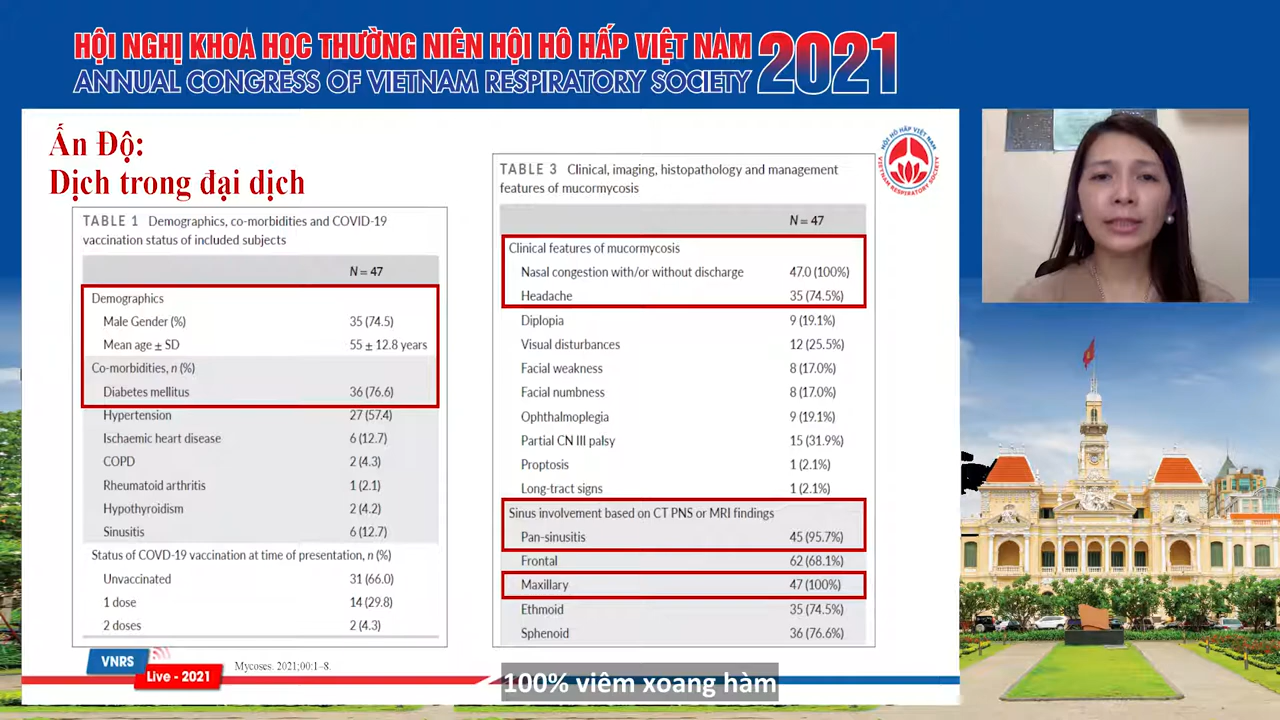 HỘI NGHỊ KHOA HỌC THƯỜNG NIÊN HỘI HÔ HẤP VIỆT NAM
ANNUAL CONGRESS OF VIETNAM RESPIRATORY SOCIETY
2021
Ấn Độ:
Dịch trong đại dịch
HỘI HÔ HẤP VIỆT NAM
VIETNAM RESPIRATORY SOCIETY
TABLE 1 Demographics, co-morbidities and COVID-19
vaccination status of included subjects
N = 47
Demographics
Male Gender (%) 35 (74.5)
Mean age ± SD 55 ± 12.8 years
Co-morbidities, n (%)
Diabetes mellitus 36 (76.6)
Hypertension 27 (57.4)
Ischaemic heart disease 6 (12.7)
COPD 2 (4.3)
Rheumatoid arthritis 1 (2.1)
Hypothyroidism 2 (4.2)
Sinusitis 6 (12.7)
Status of COVD-19 vaccination at time of presentation, n (%)
Unvaccinated 31 (66.0)
1 dose 14 (29.8)
2 doses 2 (4.3)
TABLE 3 Clinical, imaging, histopathology and management
features of mucormycosis
N = 47
Clinical features of mucormycosis
Nasal congestion with/or without discharge 47.0 (100%)
Headache 35 (74.5%)
Diplopia 9 (19.1%)
Visual disturbances 12 (25.5%)
Facial weakness 8 (17.0%)
Facial numbness 8 (17.0%)
Ophthalmoplegia 9 (19.1%)
Partial CN III palsy 15 (31.9%)
Proptosis 1 (2.1%)
Long-tract signs 1 (2.1%)
Sinus involvement based on CT PNS or MRI findings
Pan-sinusitis 45 (95.7%)
Frontal 62 (68.1%)
Maxillary 47 (100%)
Ethmoid 35 (74.5%)
Sphenoid 36 (76.6%)
VNRS
Live - 2021
Mycoses. 2021;00:1–8.
100% viêm xoang hàm